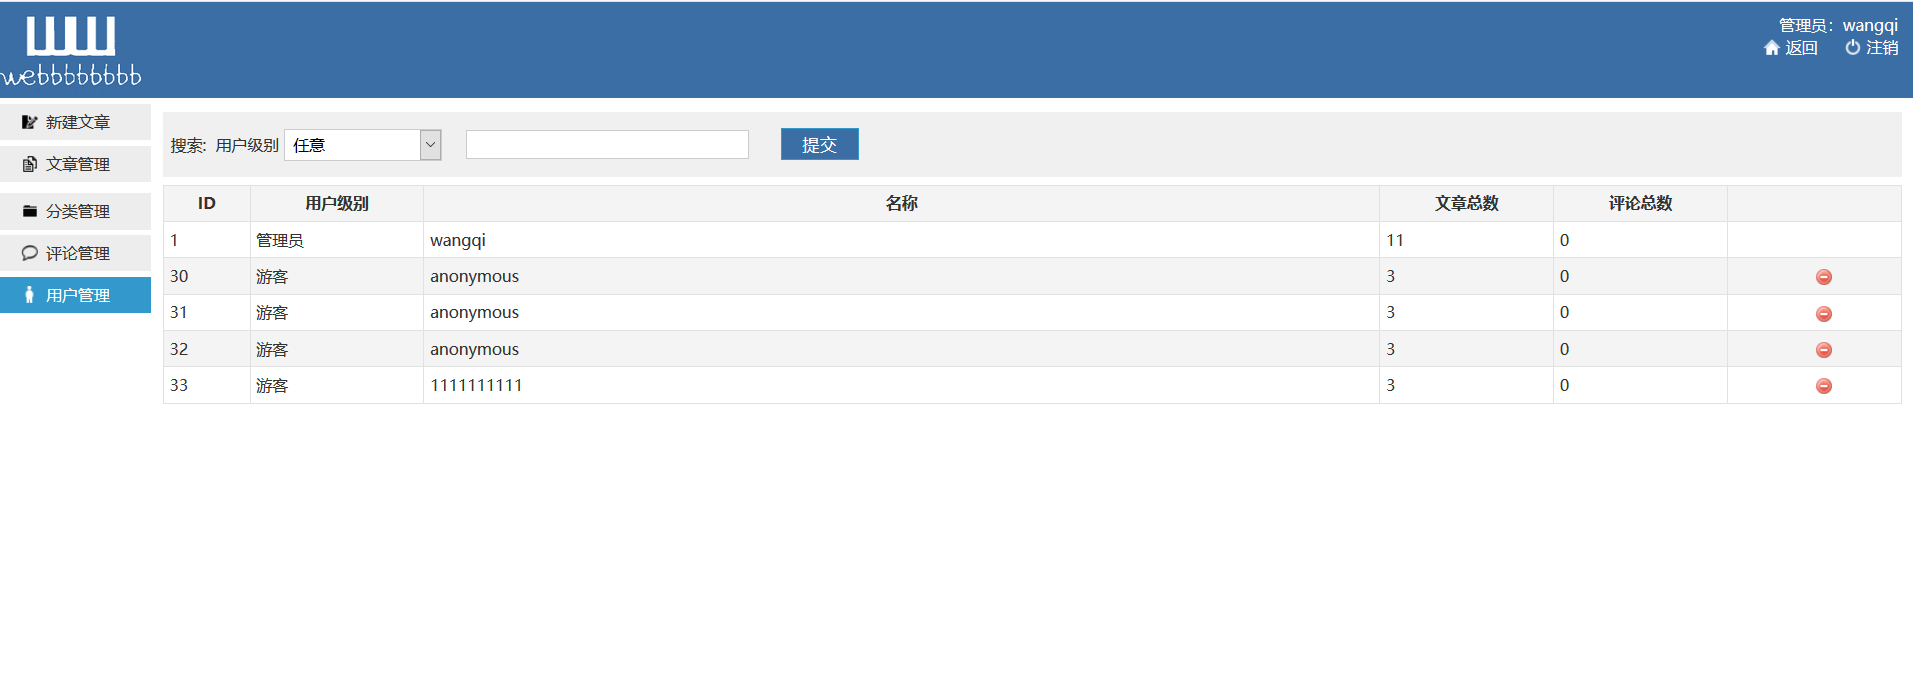 webbbbbbbb
管理员：wangqi
返回 注销
新建文章
文章管理
分类管理
评论管理
用户管理
搜索: 用户级别 任意 提交
ID 用户级别 名称 文章总数 评论总数
1 管理员 wangqi 11 0
30 游客 anonymous 3 0
31 游客 anonymous 3 0
32 游客 anonymous 3 0
33 游客 1111111111 3 0